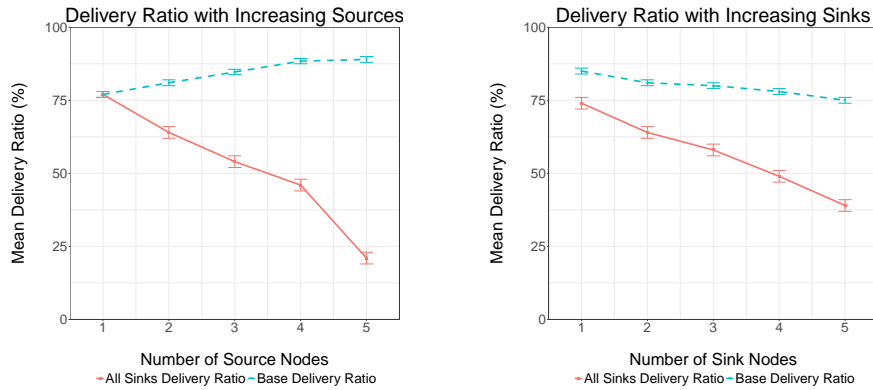 Delivery Ratio with Increasing Sources
100
75
50
25
0
Mean Delivery Ratio (%)
1 2 3 4 5
Number of Source Nodes
All Sinks Delivery Ratio Base Delivery Ratio
Delivery Ratio with Increasing Sinks
100
75
50
25
0
Mean Delivery Ratio (%)
1 2 3 4 5
Number of Sink Nodes
All Sinks Delivery Ratio Base Delivery Ratio